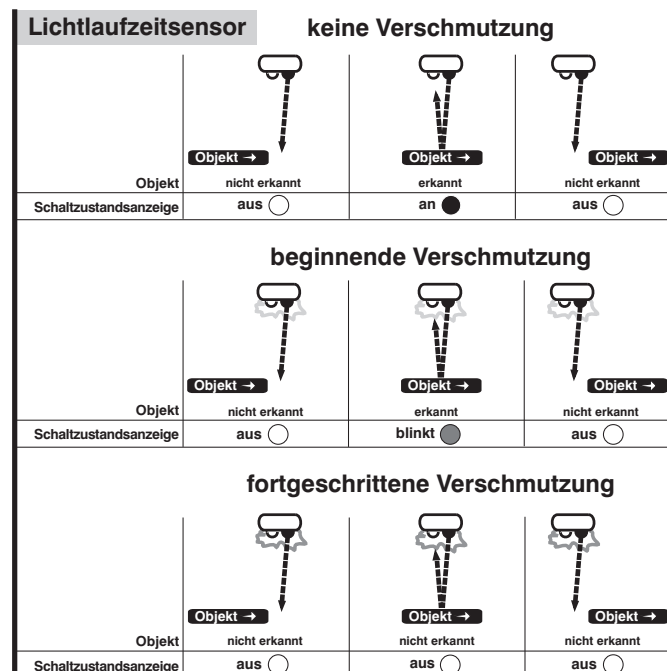 Lichtlaufzeitsensor keine Verschmutzung
Objekt → Objekt → Objekt →
Objekt nicht erkannt erkannt nicht erkannt
Schaltzustandsanzeige aus an aus
beginnende Verschmutzung
Objekt → Objekt → Objekt →
Objekt nicht erkannt erkannt nicht erkannt
Schaltzustandsanzeige aus blinkt aus
fortgeschrittene Verschmutzung
Objekt → Objekt → Objekt →
Objekt nicht erkannt nicht erkannt nicht erkannt
Schaltzustandsanzeige aus aus aus